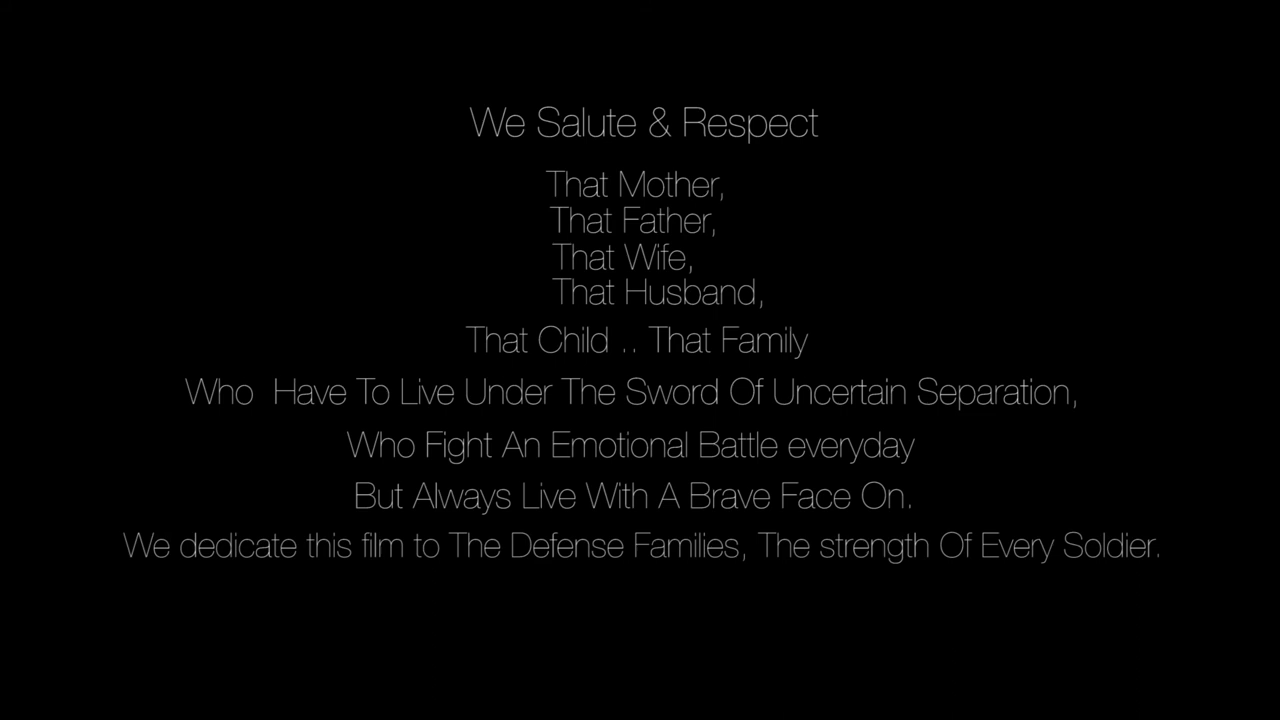 We Salute & Respect
That Mother,
That Father,
That Wife,
That Husband,
That Child .. That Family
Who  Have To Live Under The Sword Of Uncertain Separation,
Who Fight An Emotional Battle everyday
But Always Live With A Brave Face On.
We dedicate this film to The Defense Families, The strength Of Every Soldier.